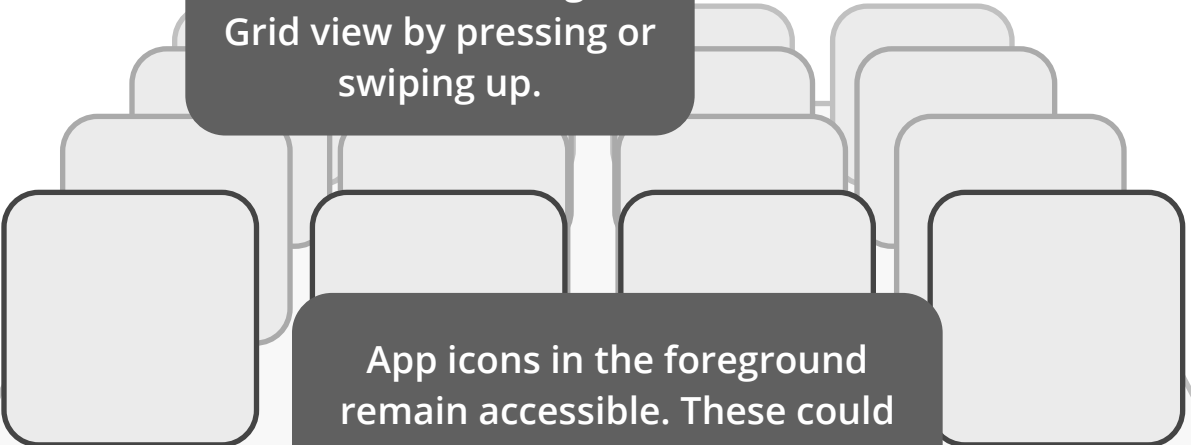 Grid view by pressing or
swiping up.
App icons in the foreground
remain accessible. These could